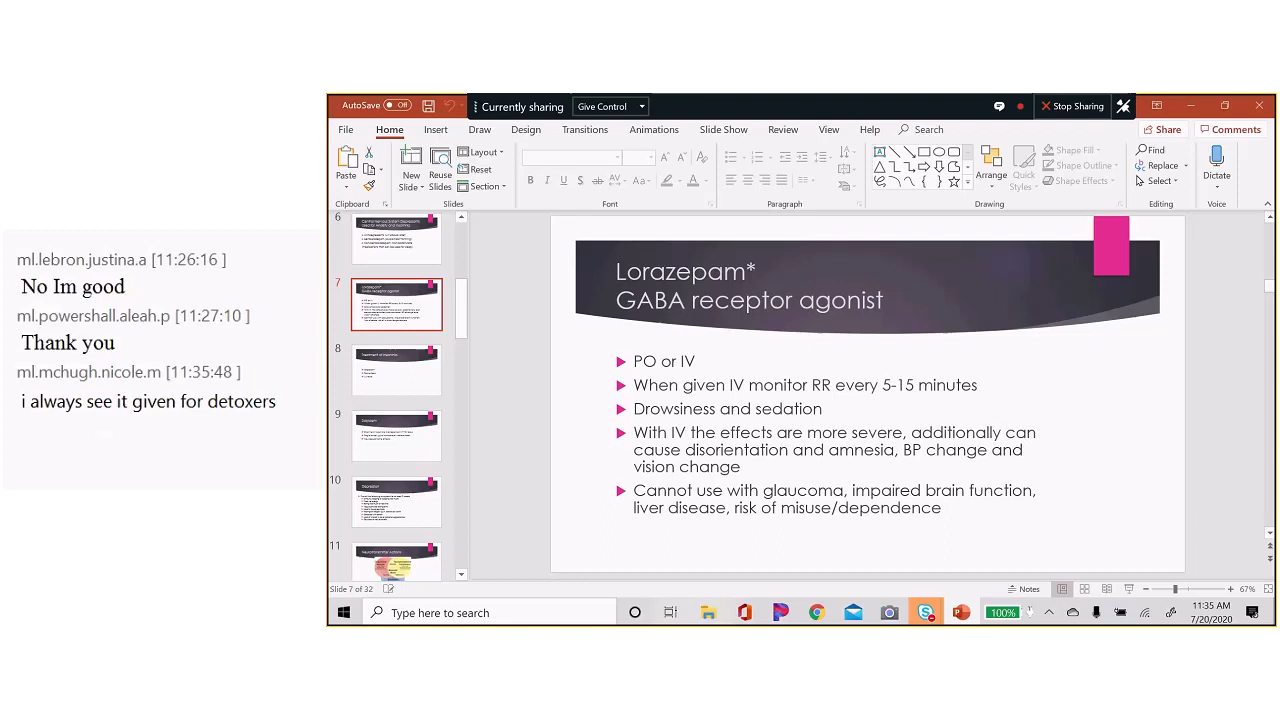 ml.lebron.justina.a [11:26:16 ]
No Im good
ml.powershall.aleah.p [11:27:10 ]
Thank you
ml.mchugh.nicole.m [11:35:48 ]
i always see it given for detoxers
AutoSave Off
Currently sharing Give Control
Stop Sharing
File Home Insert Draw Design Transitions Animations Slide Show Review View Help Search Share Comments
Paste
New Slide
Reuse Slides
Layout
Reset
Section
Shape Fill
Shape Outline
Shape Effects
Arrange
Quick Styles
Find
Replace
Select
Dictate
Clipboard Slides Font Paragraph Drawing Editing Voice
6
7
8
9
10
11
Lorazepam*
GABA receptor agonist
PO or IV
When given IV monitor RR every 5-15 minutes
Drowsiness and sedation
With IV the effects are more severe, additionally can
cause disorientation and amnesia, BP change and
vision change
Cannot use with glaucoma, impaired brain function,
liver disease, risk of misuse/dependence
Slide 7 of 32
Notes
67%
Type here to search
100%
11:35 AM
7/20/2020